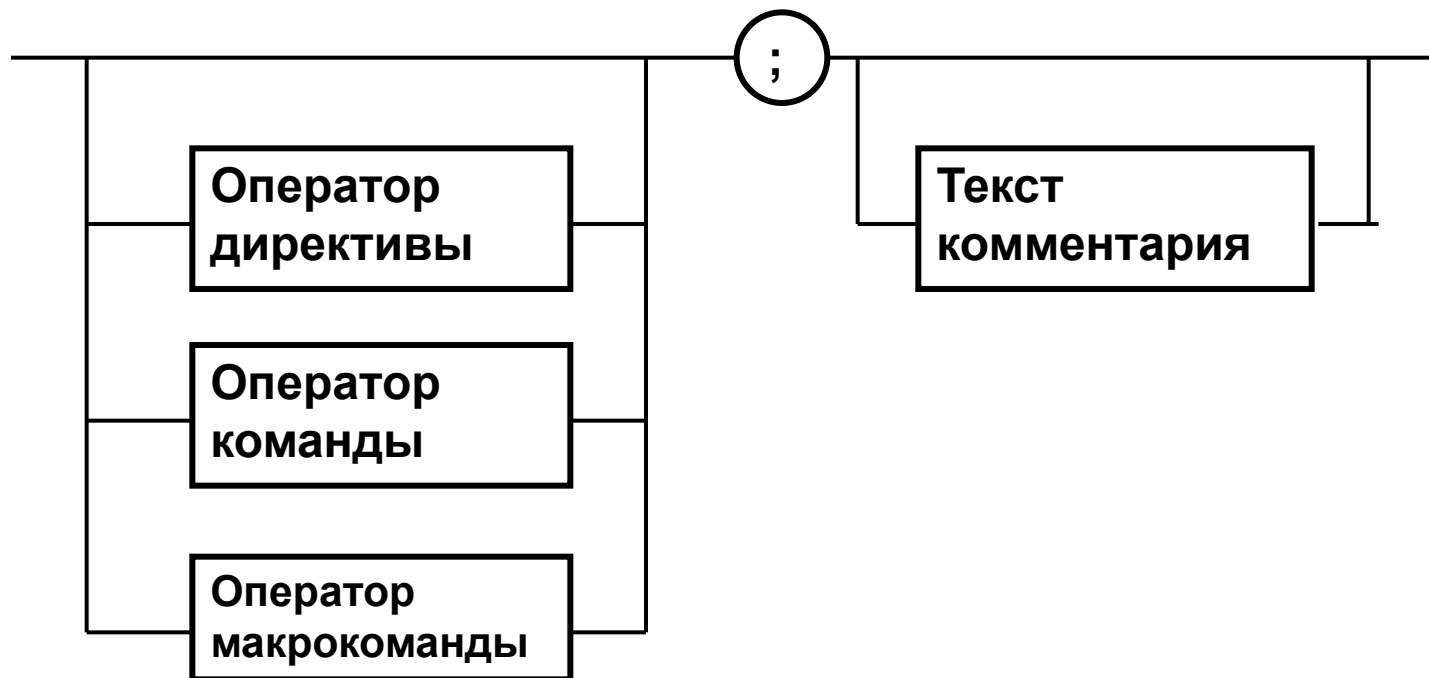 ;
Оператор
директивы
Текст
комментария
Оператор
команды
Оператор
макрокоманды